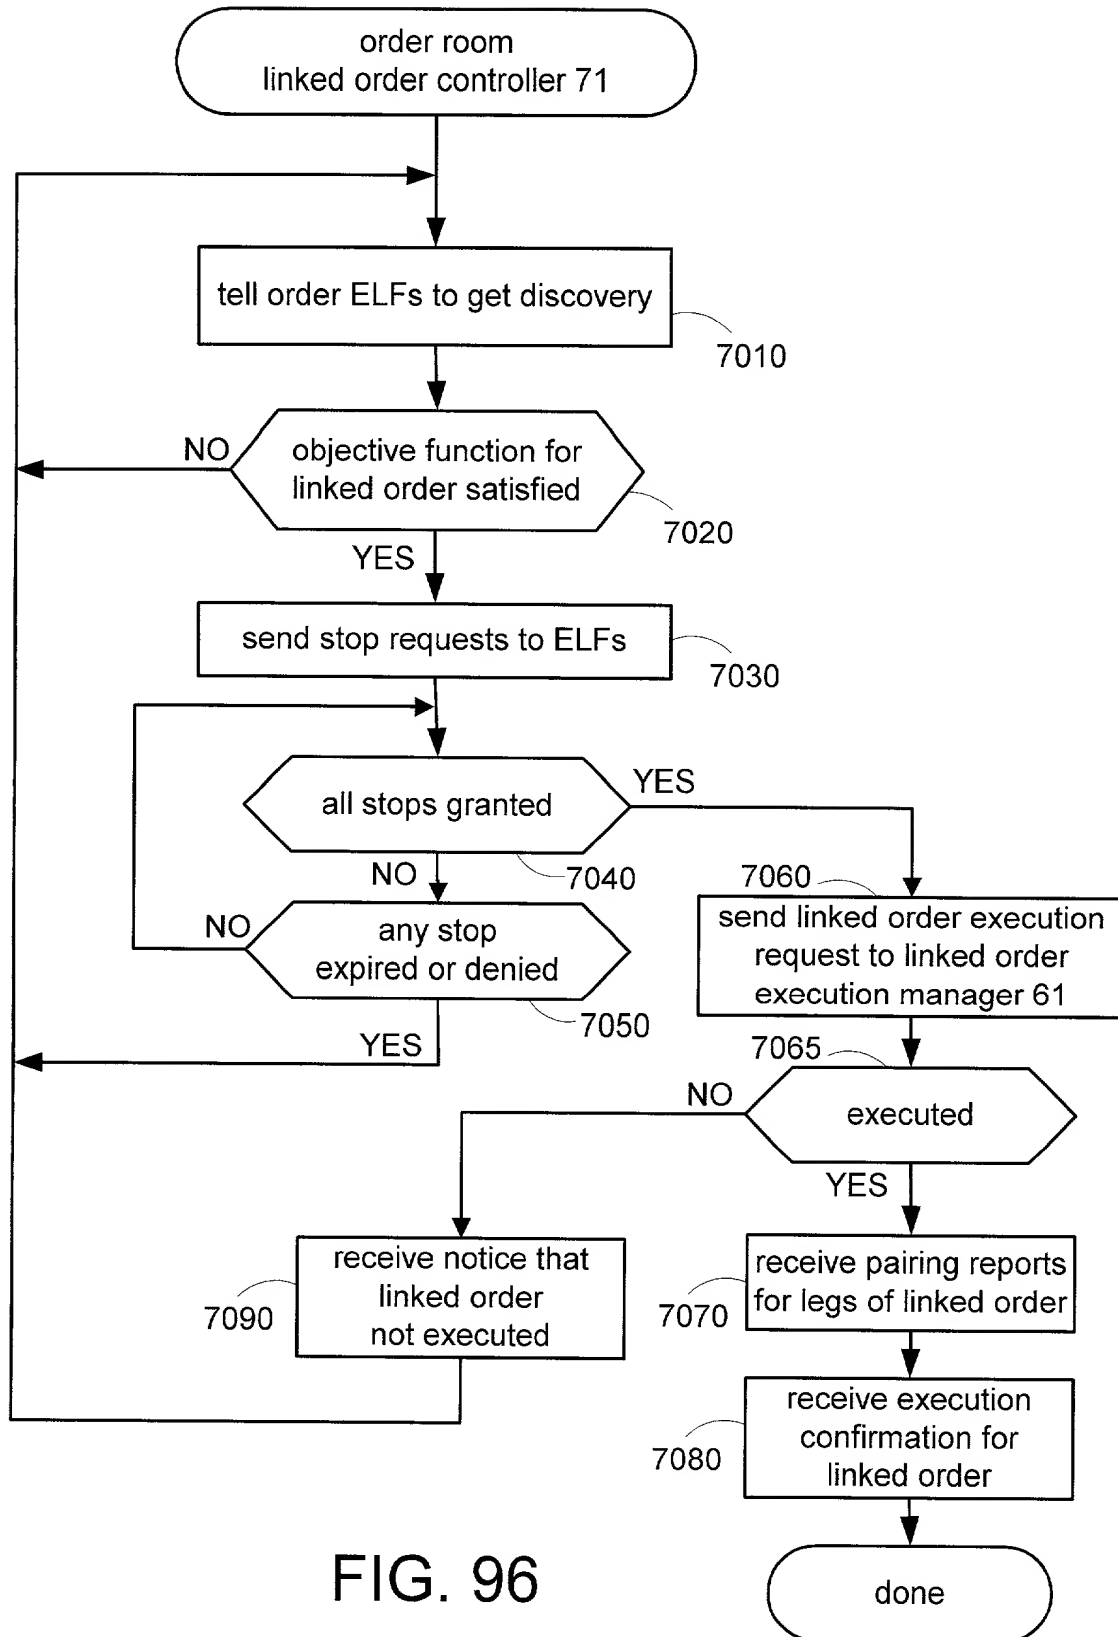 order room
linked order controller 71
tell order ELFs to get discovery
7010
NO
objective function for
linked order satisfied
7020
YES
send stop requests to ELFs
7030
all stops granted
YES
7040
NO
7060
send linked order execution
request to linked order
execution manager 61
NO
any stop
expired or denied
7050
YES
7065
NO
executed
YES
receive notice that
linked order
not executed
7090
receive pairing reports
for legs of linked order
7070
receive execution
confirmation for
linked order
7080
FIG. 96
done